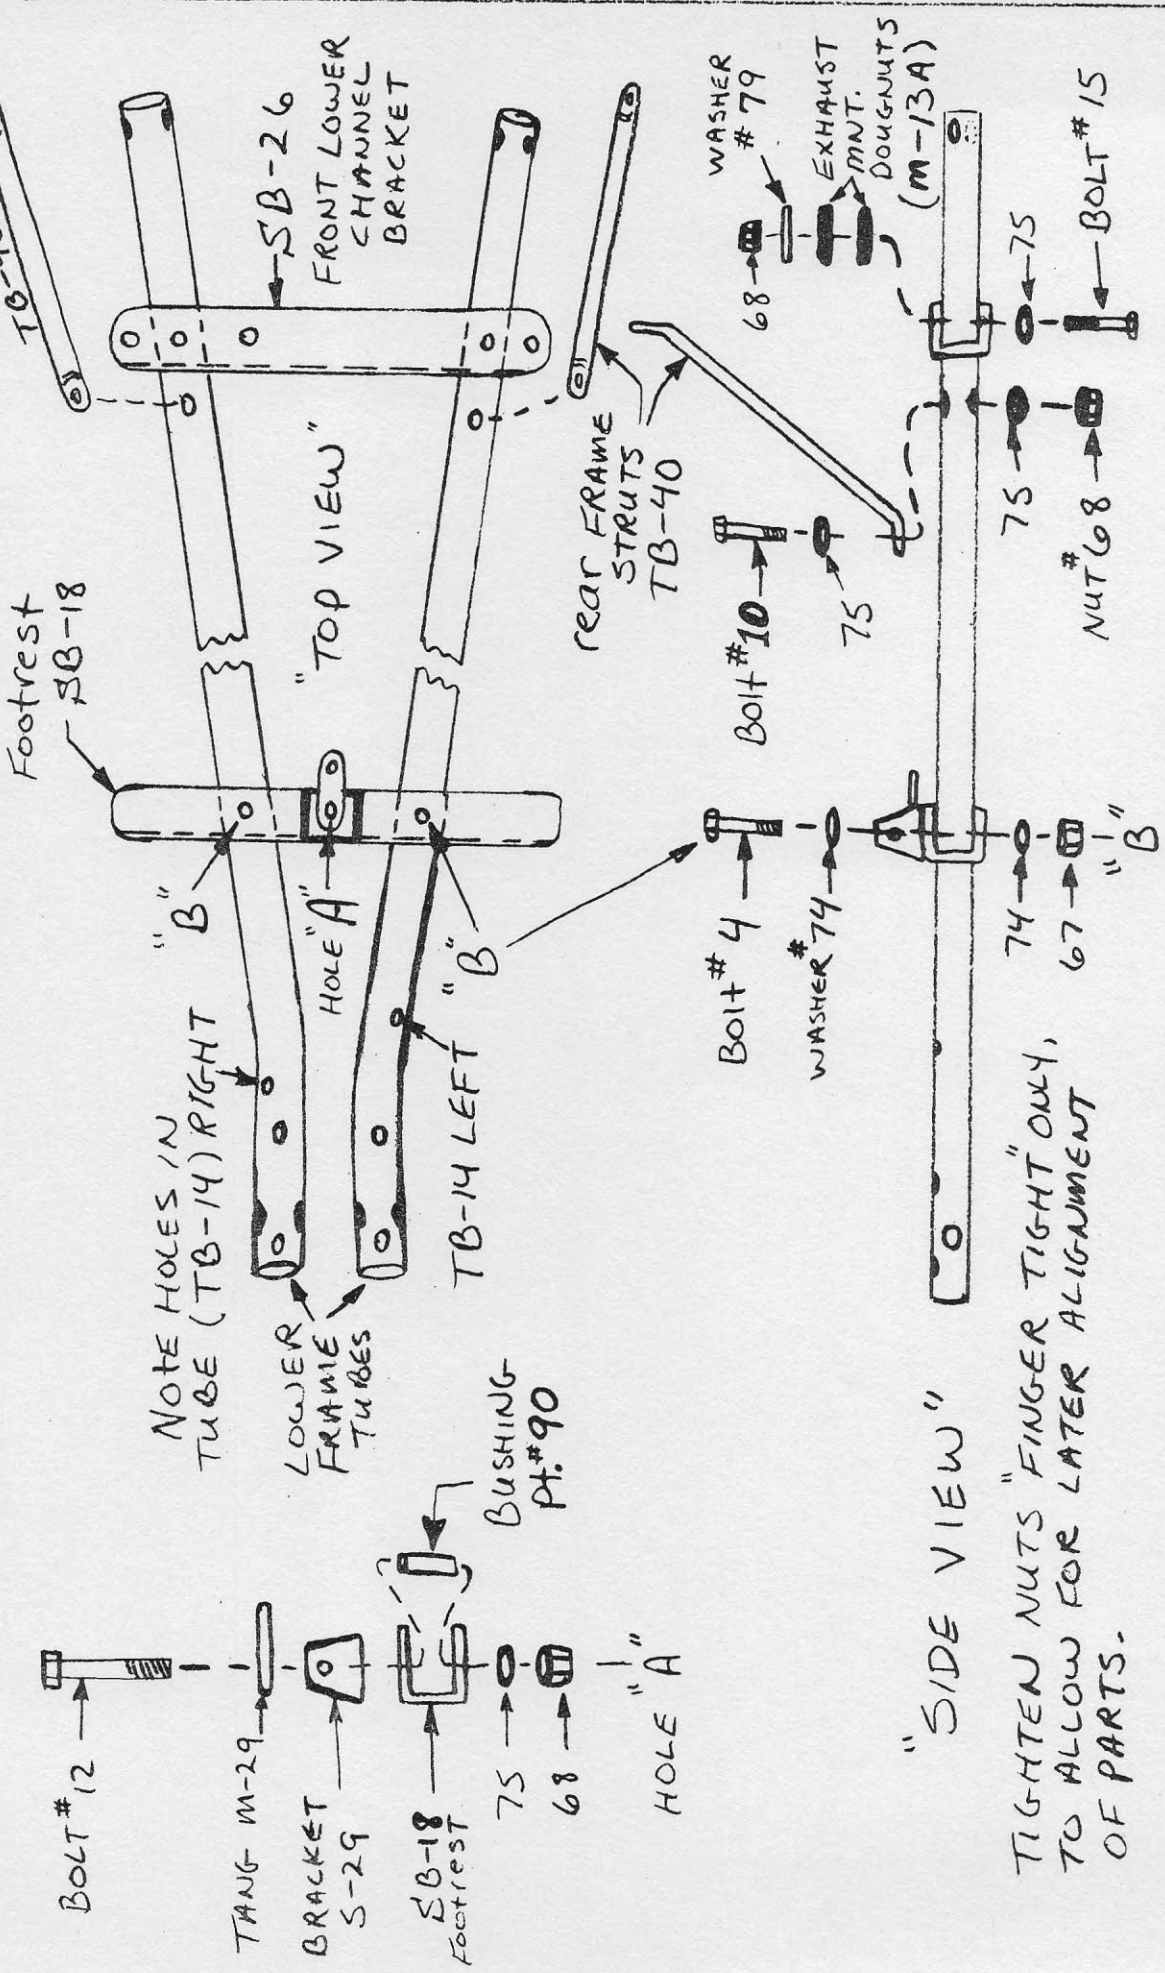 BOLT #12
TANG M-29
BRACKET
S-29
SB-18
Footrest
75
68
HOLE "A"
BUSHING
Pt.#90
NOTE HOLES IN
TUBE (TB-14) RIGHT
LOWER
FRAME
TUBES
TB-14 LEFT
"B"
HOLE "A"
"B"
Footrest
SB-18
"TOP VIEW"
SB-26
FRONT LOWER
CHANNEL
BRACKET
rear FRAME
STRUTS
TB-40
"SIDE VIEW"
Bolt #4
WASHER #74
74
67
"B"
Bolt #10
75
75
NUT #68
68
WASHER
#79
EXHAUST
MNT.
DOUGNUTS
(M-13A)
75
BOLT #15
TIGHTEN NUTS "FINGER TIGHT" ONLY,
TO ALLOW FOR LATER ALIGNMENT
OF PARTS.